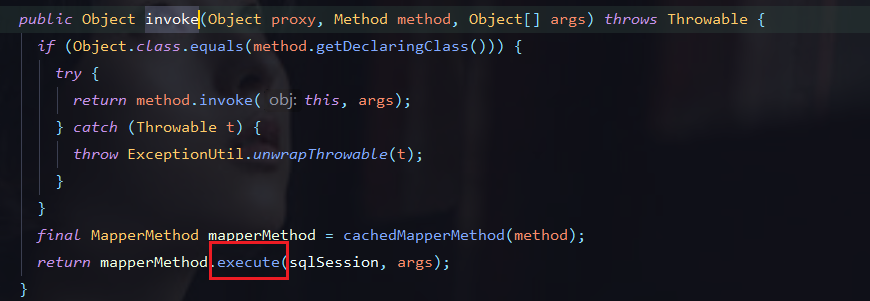 public Object invoke(Object proxy, Method method, Object[] args) throws Throwable {
if (Object.class.equals(method.getDeclaringClass())) {
try {
return method.invoke( obj: this, args);
} catch (Throwable t) {
throw ExceptionUtil.unwrapThrowable(t);
}
}
final MapperMethod mapperMethod = cachedMapperMethod(method);
return mapperMethod.execute(sqlSession, args);
}